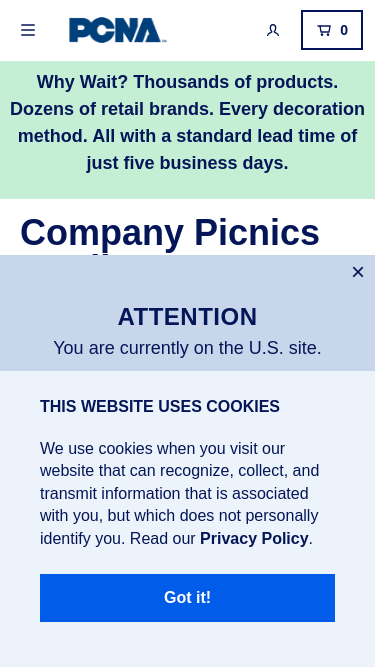 PCNA
0
Why Wait? Thousands of products.
Dozens of retail brands. Every decoration
method. All with a standard lead time of
just five business days.
Company Picnics
ATTENTION
You are currently on the U.S. site.
THIS WEBSITE USES COOKIES
We use cookies when you visit our
website that can recognize, collect, and
transmit information that is associated
with you, but which does not personally
identify you. Read our Privacy Policy.
Got it!